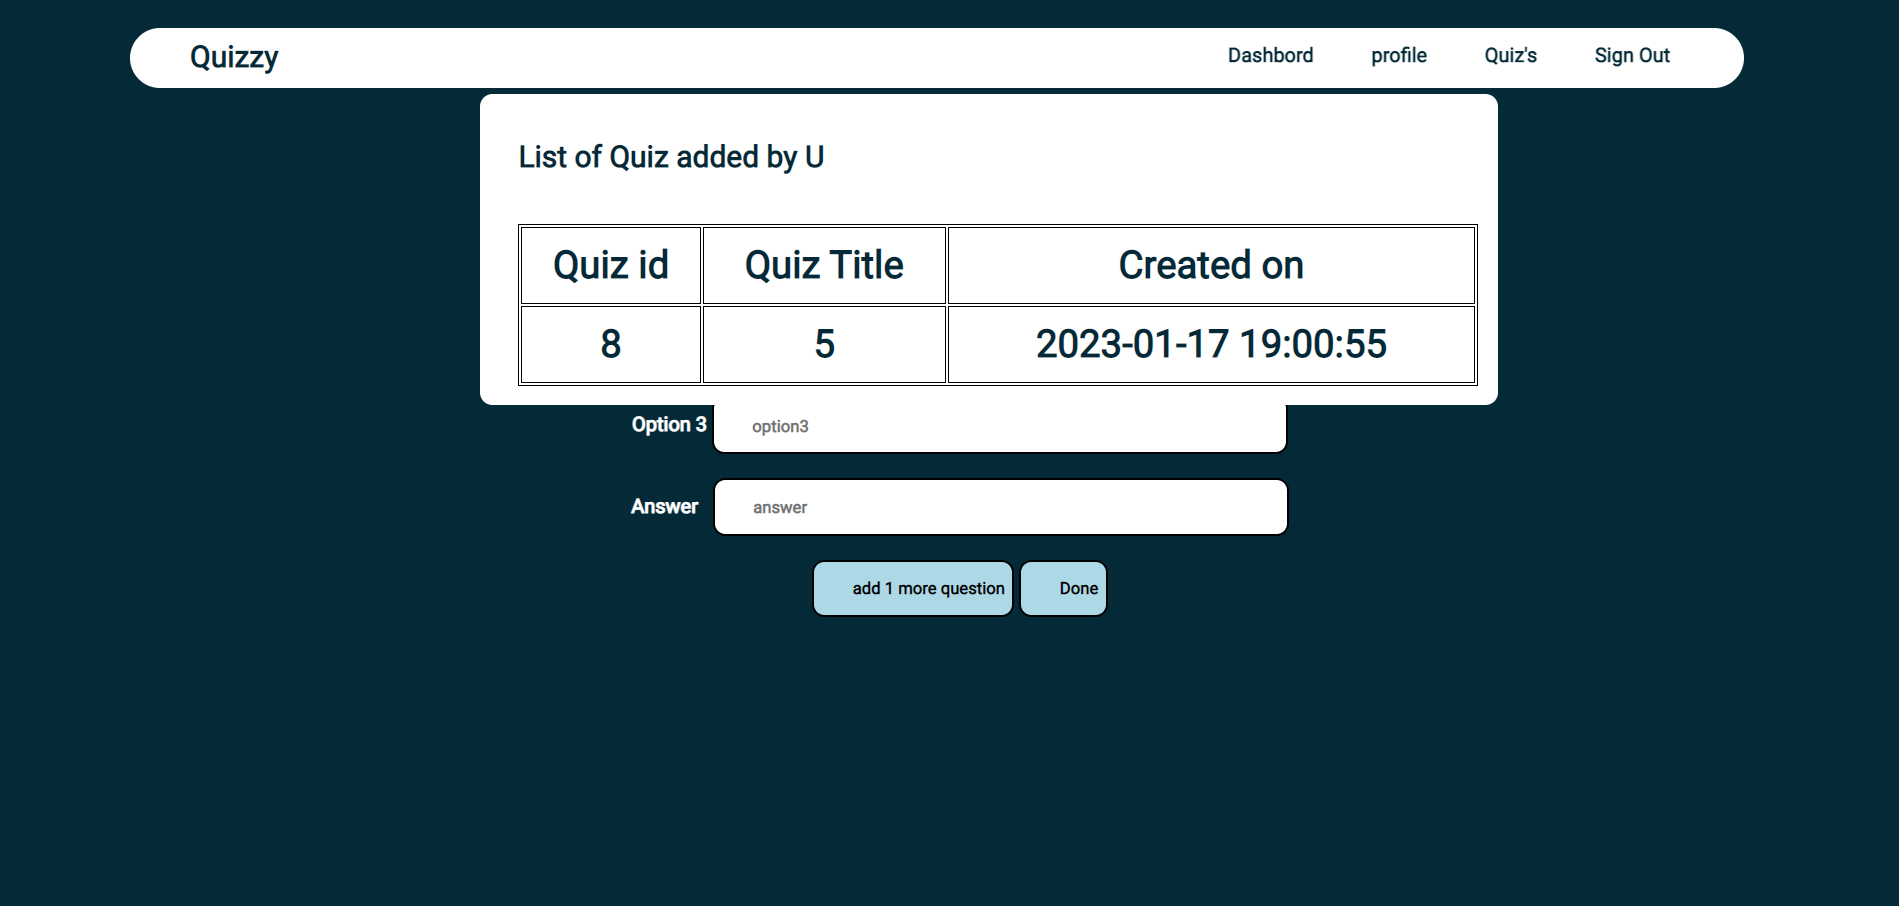 Quizzy Dashbord profile Quiz's Sign Out
List of Quiz added by U
Quiz id Quiz Title Created on
8 5 2023-01-17 19:00:55
Option 3 option3
Answer answer
add 1 more question Done